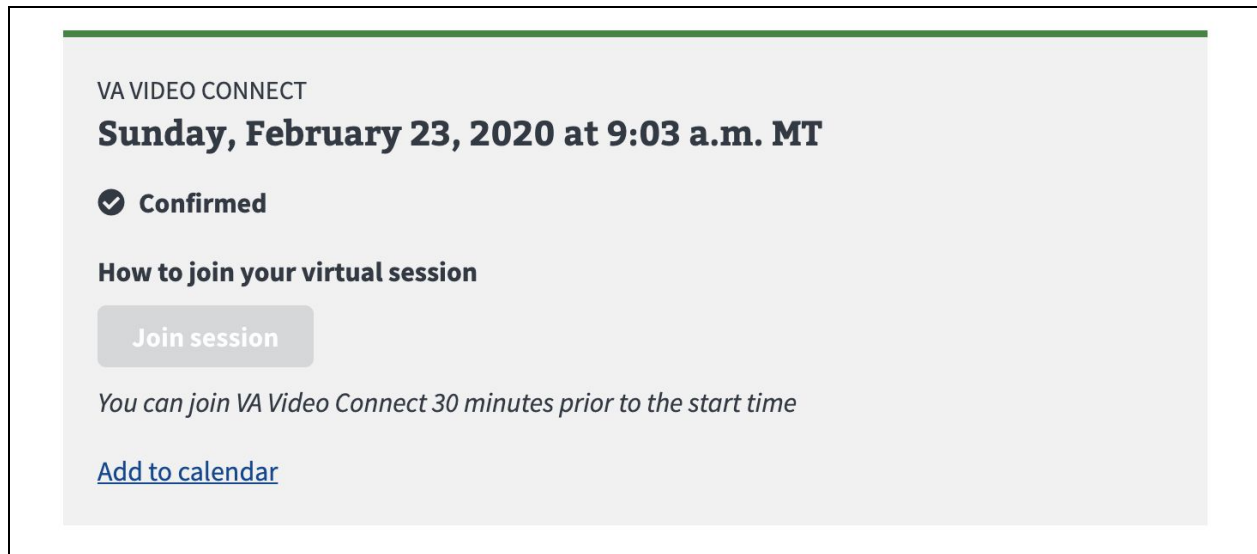 VA VIDEO CONNECT
Sunday, February 23, 2020 at 9:03 a.m. MT
Confirmed
How to join your virtual session
Join session
You can join VA Video Connect 30 minutes prior to the start time
Add to calendar